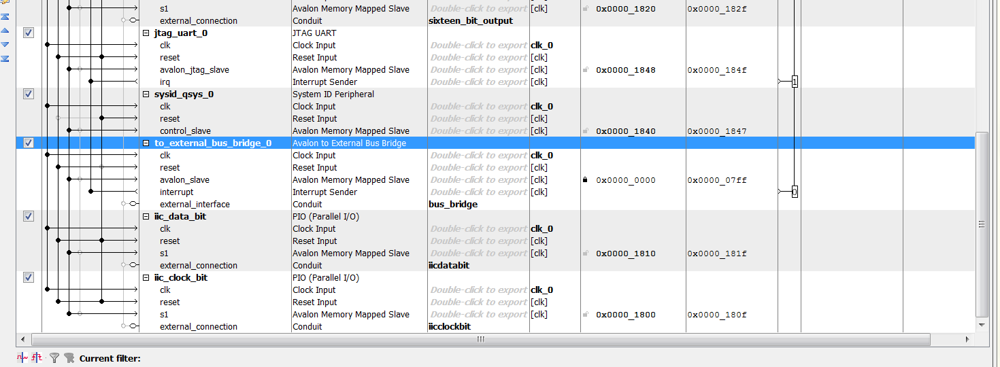 s1 Avalon Memory Mapped Slave Double-click to export [clk] 0x0000_1820 0x0000_182f
external_connection Conduit sixteen_bit_output
jtag_uart_0 JTAG UART
clk Clock Input Double-click to export clk_0
reset Reset Input Double-click to export [clk]
avalon_jtag_slave Avalon Memory Mapped Slave Double-click to export [clk] 0x0000_1848 0x0000_184f
irq Interrupt Sender Double-click to export [clk] 1
sysid_qsys_0 System ID Peripheral
clk Clock Input Double-click to export clk_0
reset Reset Input Double-click to export [clk]
control_slave Avalon Memory Mapped Slave Double-click to export [clk] 0x0000_1840 0x0000_1847
to_external_bus_bridge_0 Avalon to External Bus Bridge
clk Clock Input Double-click to export clk_0
reset Reset Input Double-click to export [clk]
avalon_slave Avalon Memory Mapped Slave Double-click to export [clk] 0x0000_0000 0x0000_07ff
interrupt Interrupt Sender Double-click to export [clk] 0
external_interface Conduit bus_bridge
iic_data_bit PIO (Parallel I/O)
clk Clock Input Double-click to export clk_0
reset Reset Input Double-click to export [clk]
s1 Avalon Memory Mapped Slave Double-click to export [clk] 0x0000_1810 0x0000_181f
external_connection Conduit iicdatabit
iic_clock_bit PIO (Parallel I/O)
clk Clock Input Double-click to export clk_0
reset Reset Input Double-click to export [clk]
s1 Avalon Memory Mapped Slave Double-click to export [clk] 0x0000_1800 0x0000_180f
external_connection Conduit iicclockbit
Current filter: